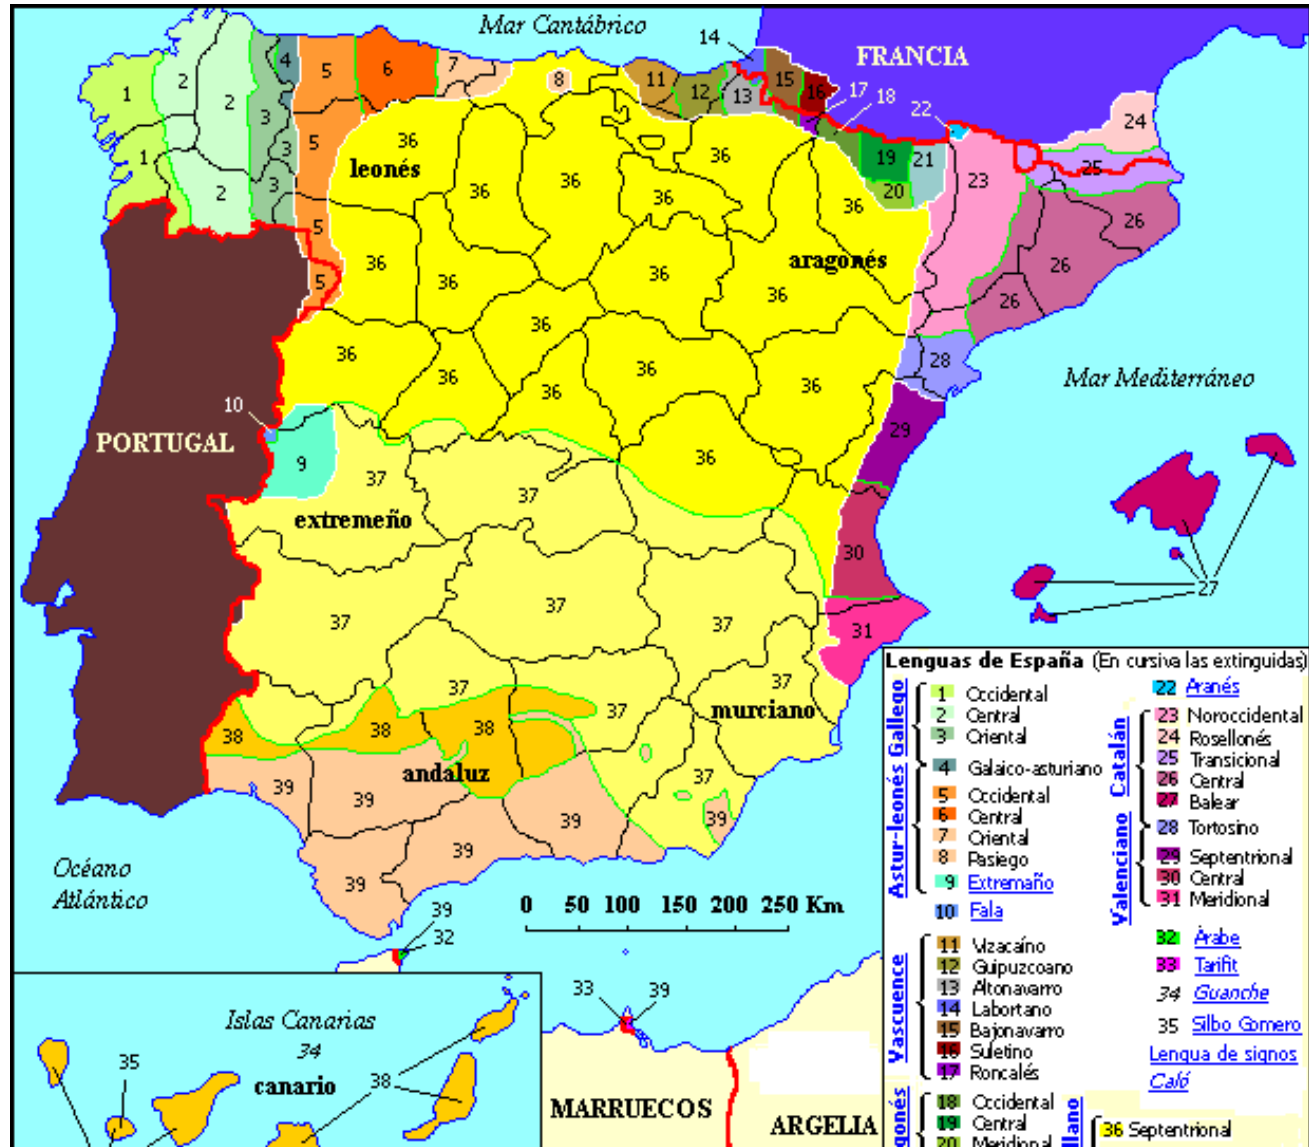 Mar Cantábrico
FRANCIA
14
15
16
17
18
22
24
1
2
2
3
4
5
6
7
8
11
12
13
36
leonés
19
20
21
23
25
26
1
2
3
3
5
36
36
36
36
36
aragonés
5
5
36
36
36
36
26
26
28
Mar Mediterráneo
10
PORTUGAL
9
36
36
36
36
36
36
36
29
27
37
extremeño
37
30
37
37
37
31
37
37
37
murciano
38
38
38
andaluz
39
39
39
39
39
37
39
Océano
Atlántico
0 50 100 150 200 250 Km
39
32
33
39
Islas Canarias
34
canario
35
38
MARRUECOS
ARGELIA
Lenguas de España (En cursiva las extinguidas)
Gallego
1 Occidental
2 Central
3 Oriental
4 Galaico-asturiano
Astur-leonés
5 Occidental
6 Central
7 Oriental
8 Pasiego
9 Extremaño
10 Fala
Vascuence
11 Vizacaíno
12 Guipuzcoano
13 Altonavarro
14 Labortano
15 Bajonavarro
16 Suletino
17 Roncalés
18 Occidental
19 Central
20 Meridional
22 Aranés
Catalán
23 Noroccidental
24 Rosellonés
25 Transicional
26 Central
27 Balear
Valenciano
28 Tortosino
29 Septentrional
30 Central
31 Meridional
32 Árabe
33 Tarifit
34 Guanche
35 Silbo Gomero
Lengua de signos
Caló
36 Septentrional